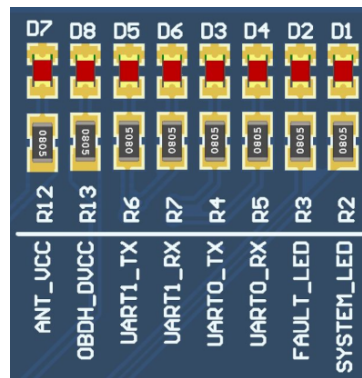 D7 D8 D5 D6 D3 D4 D2 D1
0805 0805 0805 0805 0805 0805 0805 0805
R12 R13 R6 R7 R4 R5 R3 R2
ANT_VCC OBDH_DVCC UART1_TX UART1_RX UART0_TX UART0_RX FAULT_LED SYSTEM_LED